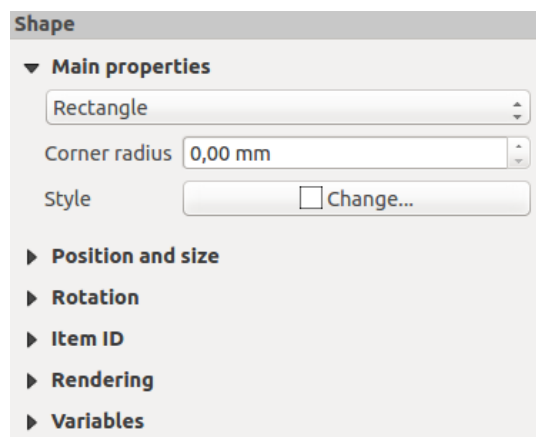 Shape
Main properties
Rectangle
Corner radius 0,00 mm
Style Change...
Position and size
Rotation
Item ID
Rendering
Variables